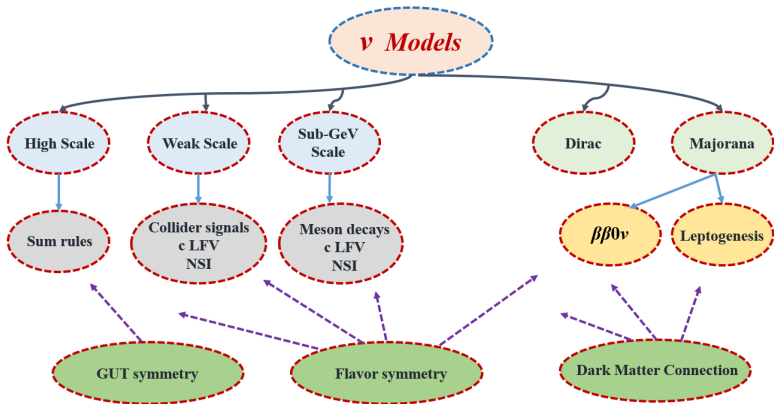 ν Models
High Scale
Weak Scale
Sub-GeV
Scale
Dirac
Majorana
Sum rules
Collider signals
c LFV
NSI
Meson decays
c LFV
NSI
ββ0ν
Leptogenesis
GUT symmetry
Flavor symmetry
Dark Matter Connection